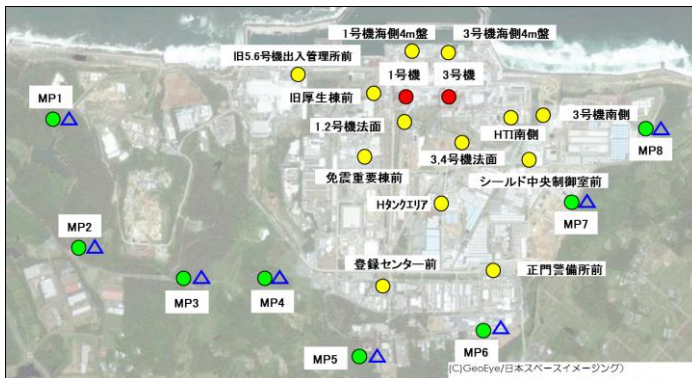 1号機海側4m盤
3号機海側4m盤
旧5.6号機出入管理所前
1号機
3号機
MP1
旧厚生棟前
3号機南側
1.2号機法面
HTI南側
MP8
3.4号機法面
免震重要棟前
シールド中央制御室前
Hタンクエリア
MP7
MP2
登録センター前
正門警備所前
MP3
MP4
MP5
MP6
(C)GeoEye/日本スペースイメージング)